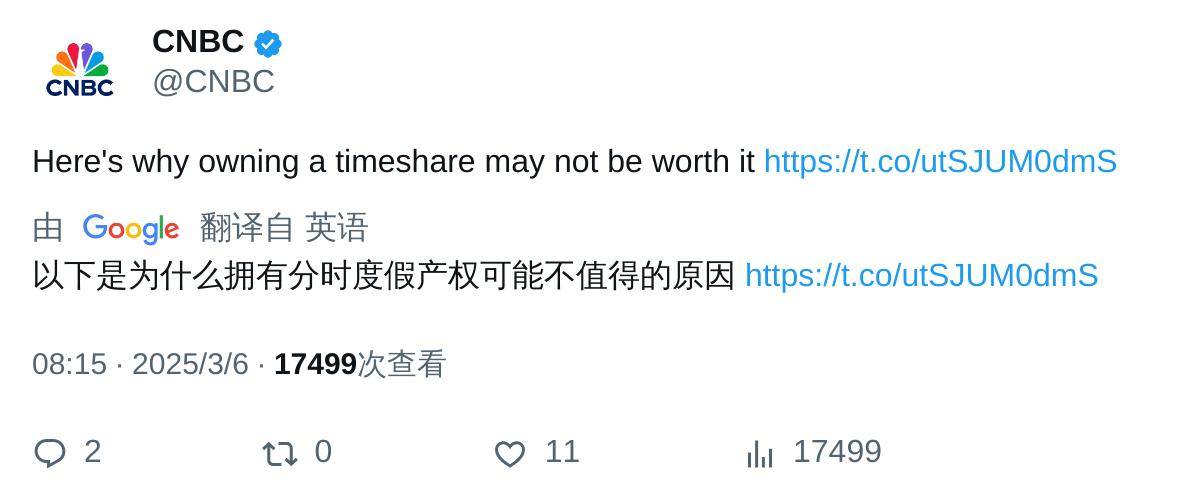 CNBC
CNBC
@CNBC
Here's why owning a timeshare may not be worth it https://t.co/utSJUM0dmS
由 Google 翻译自 英语
以下是为什么拥有分时度假产权可能不值得的原因 https://t.co/utSJUM0dmS
08:15 · 2025/3/6 · 17499次查看
2 0 11 17499